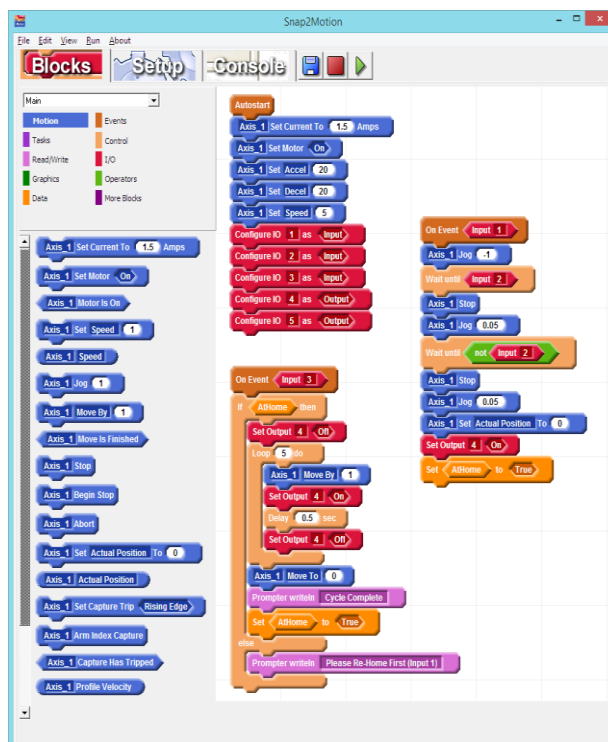 Snap2Motion
File Edit View Run About
Blocks Setup Console
Main
Motion Events
Tasks Control
Read/Write I/O
Graphics Operators
Data More Blocks
Axis_1 Set Current To 1.5 Amps
Axis_1 Set Motor On
Axis_1 Motor Is On
Axis_1 Set Speed 1
Axis_1 Speed
Axis_1 Jog 1
Axis_1 Move By 1
Axis_1 Move Is Finished
Axis_1 Stop
Axis_1 Begin Stop
Axis_1 Abort
Axis_1 Set Actual Position To 0
Axis_1 Actual Position
Axis_1 Set Capture Trip Rising Edge
Axis_1 Arm Index Capture
Axis_1 Capture Has Tripped
Axis_1 Profile Velocity
Autostart
Axis_1 Set Current To 1.5 Amps
Axis_1 Set Motor On
Axis_1 Set Accel 20
Axis_1 Set Decel 20
Axis_1 Set Speed 5
Configure IO 1 as Input
Configure IO 2 as Input
Configure IO 3 as Input
Configure IO 4 as Output
Configure IO 5 as Output
On Event Input 3
If AtHome then
Set Output 4 Off
Loop 5 do
Axis_1 Move By 1
Set Output 4 On
Delay 0.5 sec
Set Output 4 Off
Axis_1 Move To 0
Prompter writeln Cycle Complete
Set AtHome to True
else
Prompter writeln Please Re-Home First (Input 1)
On Event Input 1
Axis_1 Jog -1
Wait until Input 2
Axis_1 Stop
Axis_1 Jog 0.05
Wait until not Input 2
Axis_1 Stop
Axis_1 Jog 0.05
Axis_1 Set Actual Position To 0
Set Output 4 On
Set AtHome to True